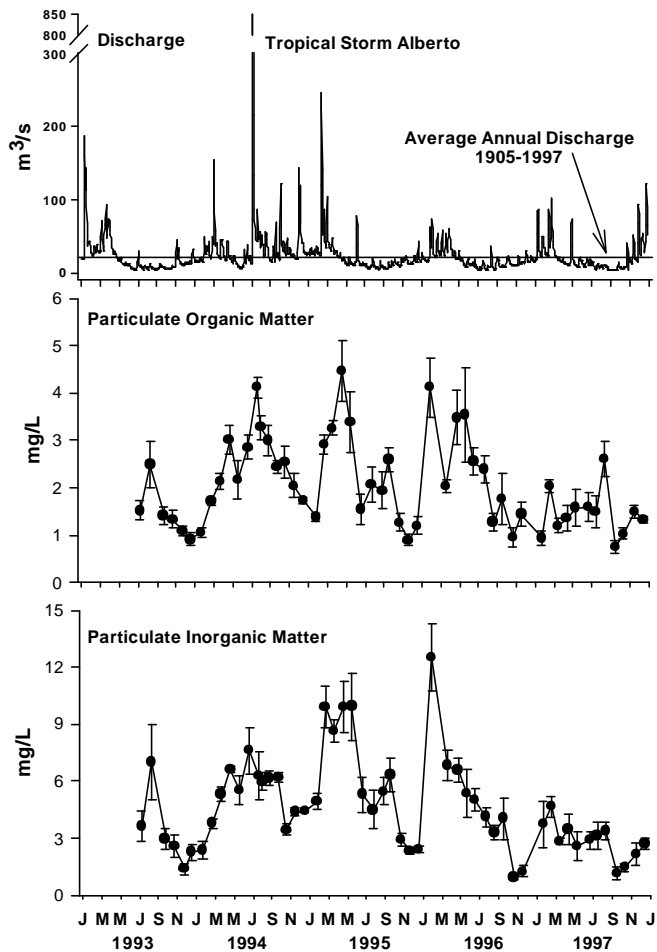 850
800
Discharge
Tropical Storm Alberto
300
200
Average Annual Discharge
1905-1997
100
0
m³/s
6
Particulate Organic Matter
5
4
3
2
1
0
mg/L
15
Particulate Inorganic Matter
12
9
6
3
0
mg/L
J M M J S N J M M J S N J M M J S N J M M J S N J M M J S N J
1993 1994 1995 1996 1997